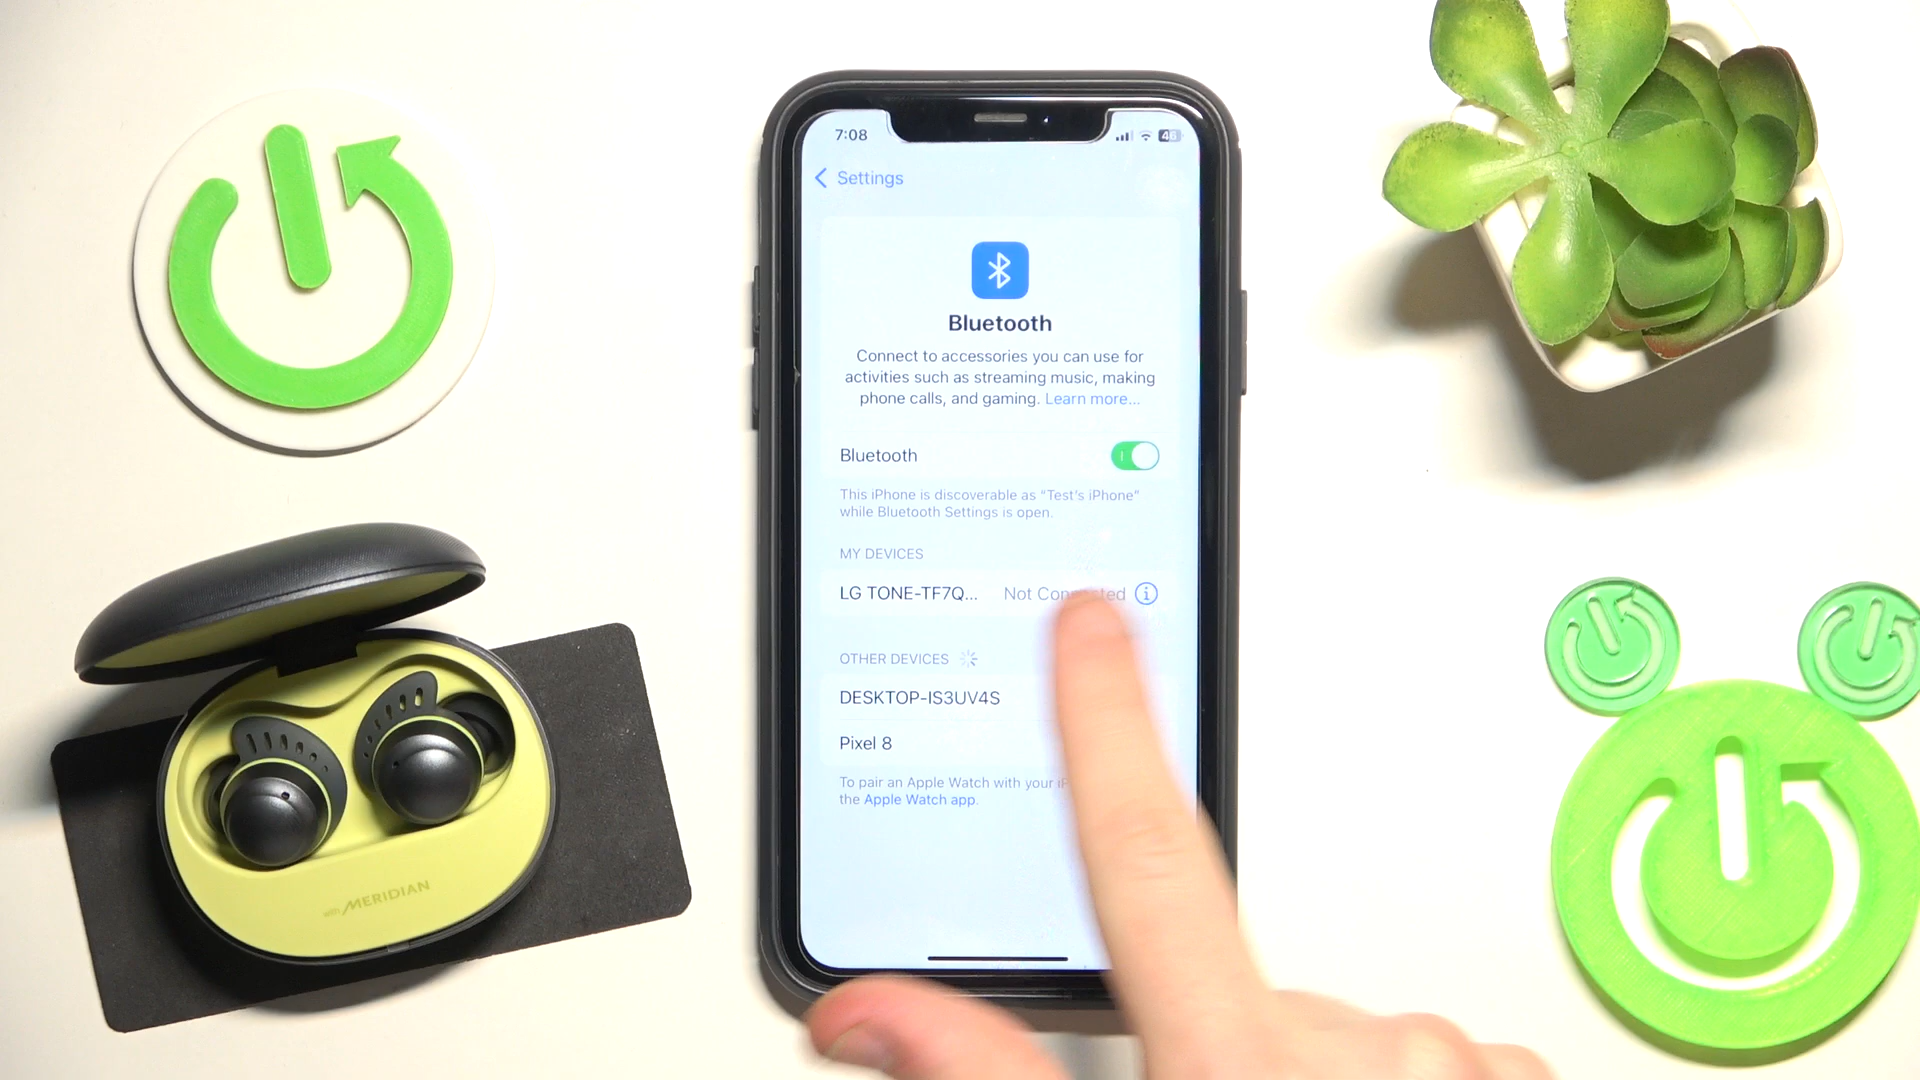 7:08
46
Settings
Bluetooth
Connect to accessories you can use for
activities such as streaming music, making
phone calls, and gaming. Learn more...
Bluetooth
This iPhone is discoverable as “Test's iPhone”
while Bluetooth Settings is open.
MY DEVICES
LG TONE-TF7Q... Not Connected
OTHER DEVICES
DESKTOP-IS3UV4S
Pixel 8
To pair an Apple Watch with your
the Apple Watch app.
with MERIDIAN